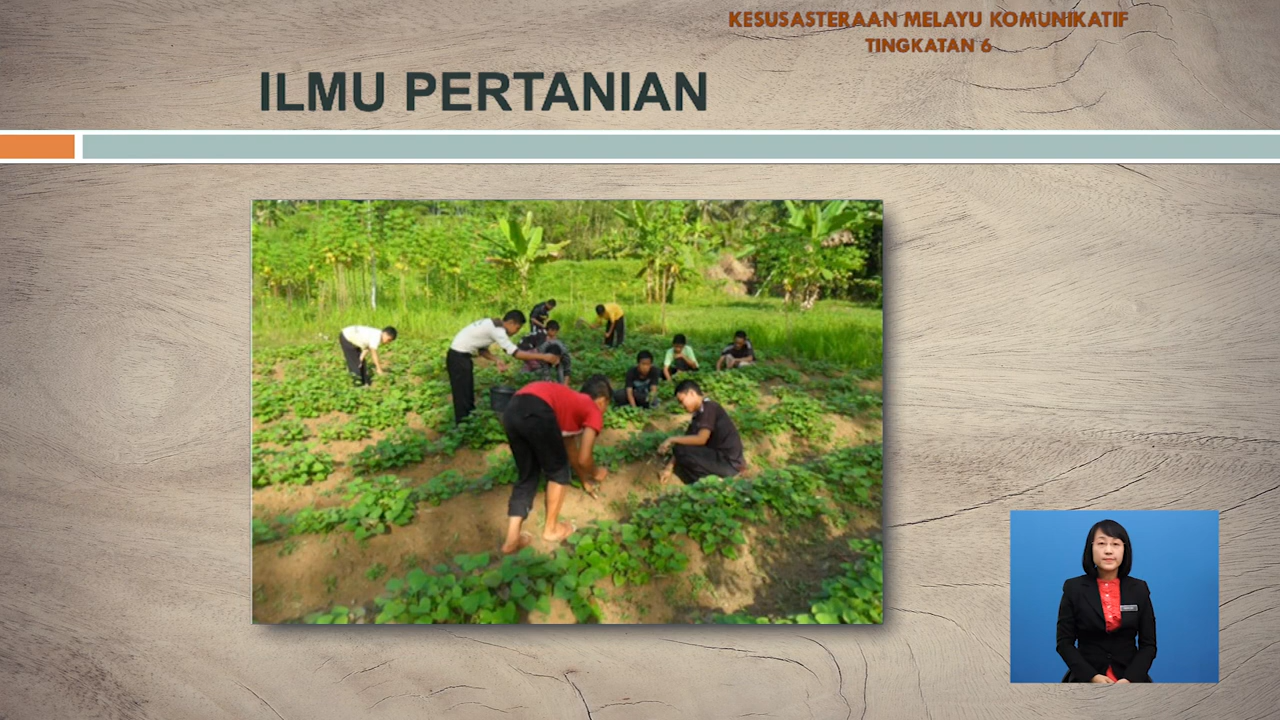 KESUSASTERAAN MELAYU KOMUNIKATIF
TINGKATAN 6
ILMU PERTANIAN